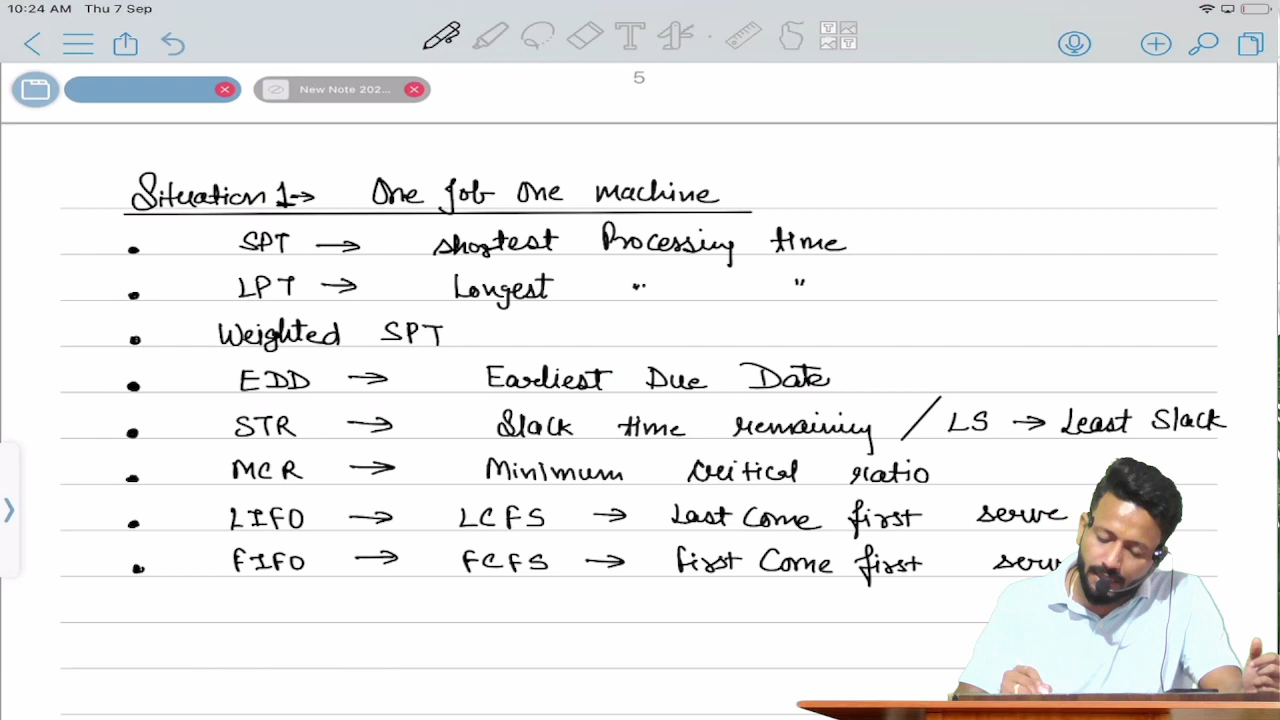 10:24 AM Thu 7 Sep
New Note 202...
5
Situation 1→ One Job One machine
• SPT → shortest Processing time
• LPT → Longest " "
• Weighted SPT
• EDD → Earliest Due Date
• STR → Slack time remaining / LS → Least Slack
• MCR → Minimum critical ratio
• LIFO → LCFS → Last come first serve
• FIFO → FCFS → first Come first serv